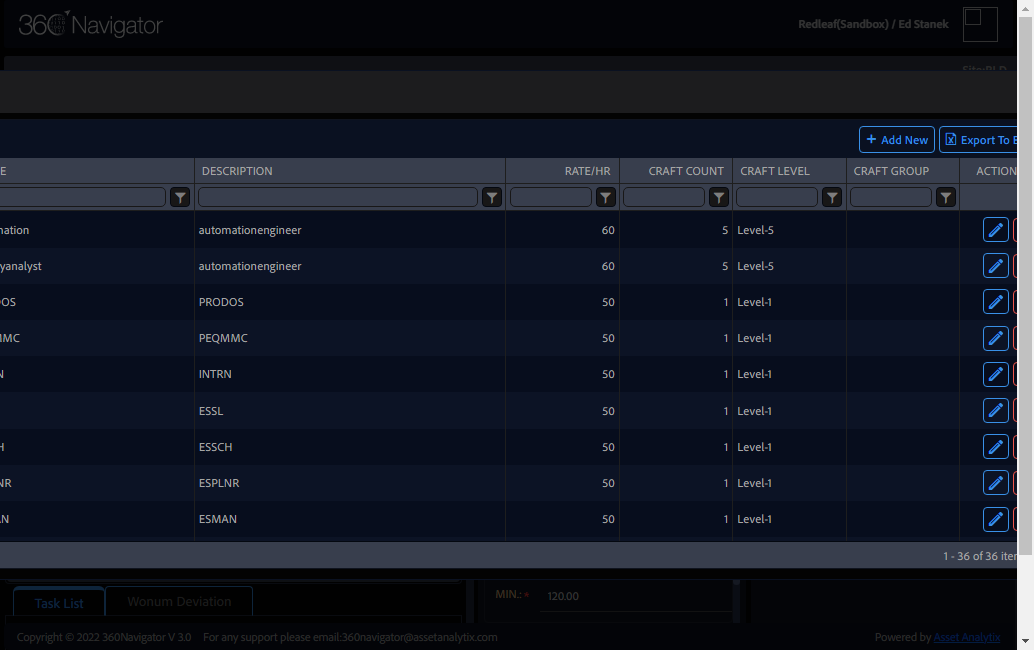 360 Navigator
Redleaf(Sandbox) / Ed Stanek
+ Add New
Export To E
E DESCRIPTION RATE/HR CRAFT COUNT CRAFT LEVEL CRAFT GROUP ACTION
nation automationengineer 60 5 Level-5
yanalyst automationengineer 60 5 Level-5
OS PRODOS 50 1 Level-1
MMC PEQMMC 50 1 Level-1
N INTRN 50 1 Level-1
ESSL 50 1 Level-1
H ESSCH 50 1 Level-1
NR ESPLNR 50 1 Level-1
AN ESMAN 50 1 Level-1
1 - 36 of 36 iter
Task List Wonum Deviation MIN.: * 120.00
Copyright © 2022 360Navigator V 3.0 For any support please email:360navigator@assetanalytix.com Powered by Asset Analytix